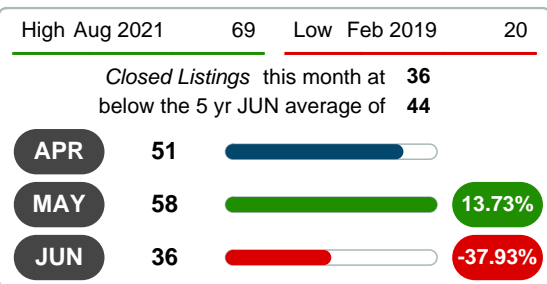 High Aug 2021 69 Low Feb 2019 20
Closed Listings this month at 36
below the 5 yr JUN average of 44
APR 51
MAY 58 13.73%
JUN 36 -37.93%